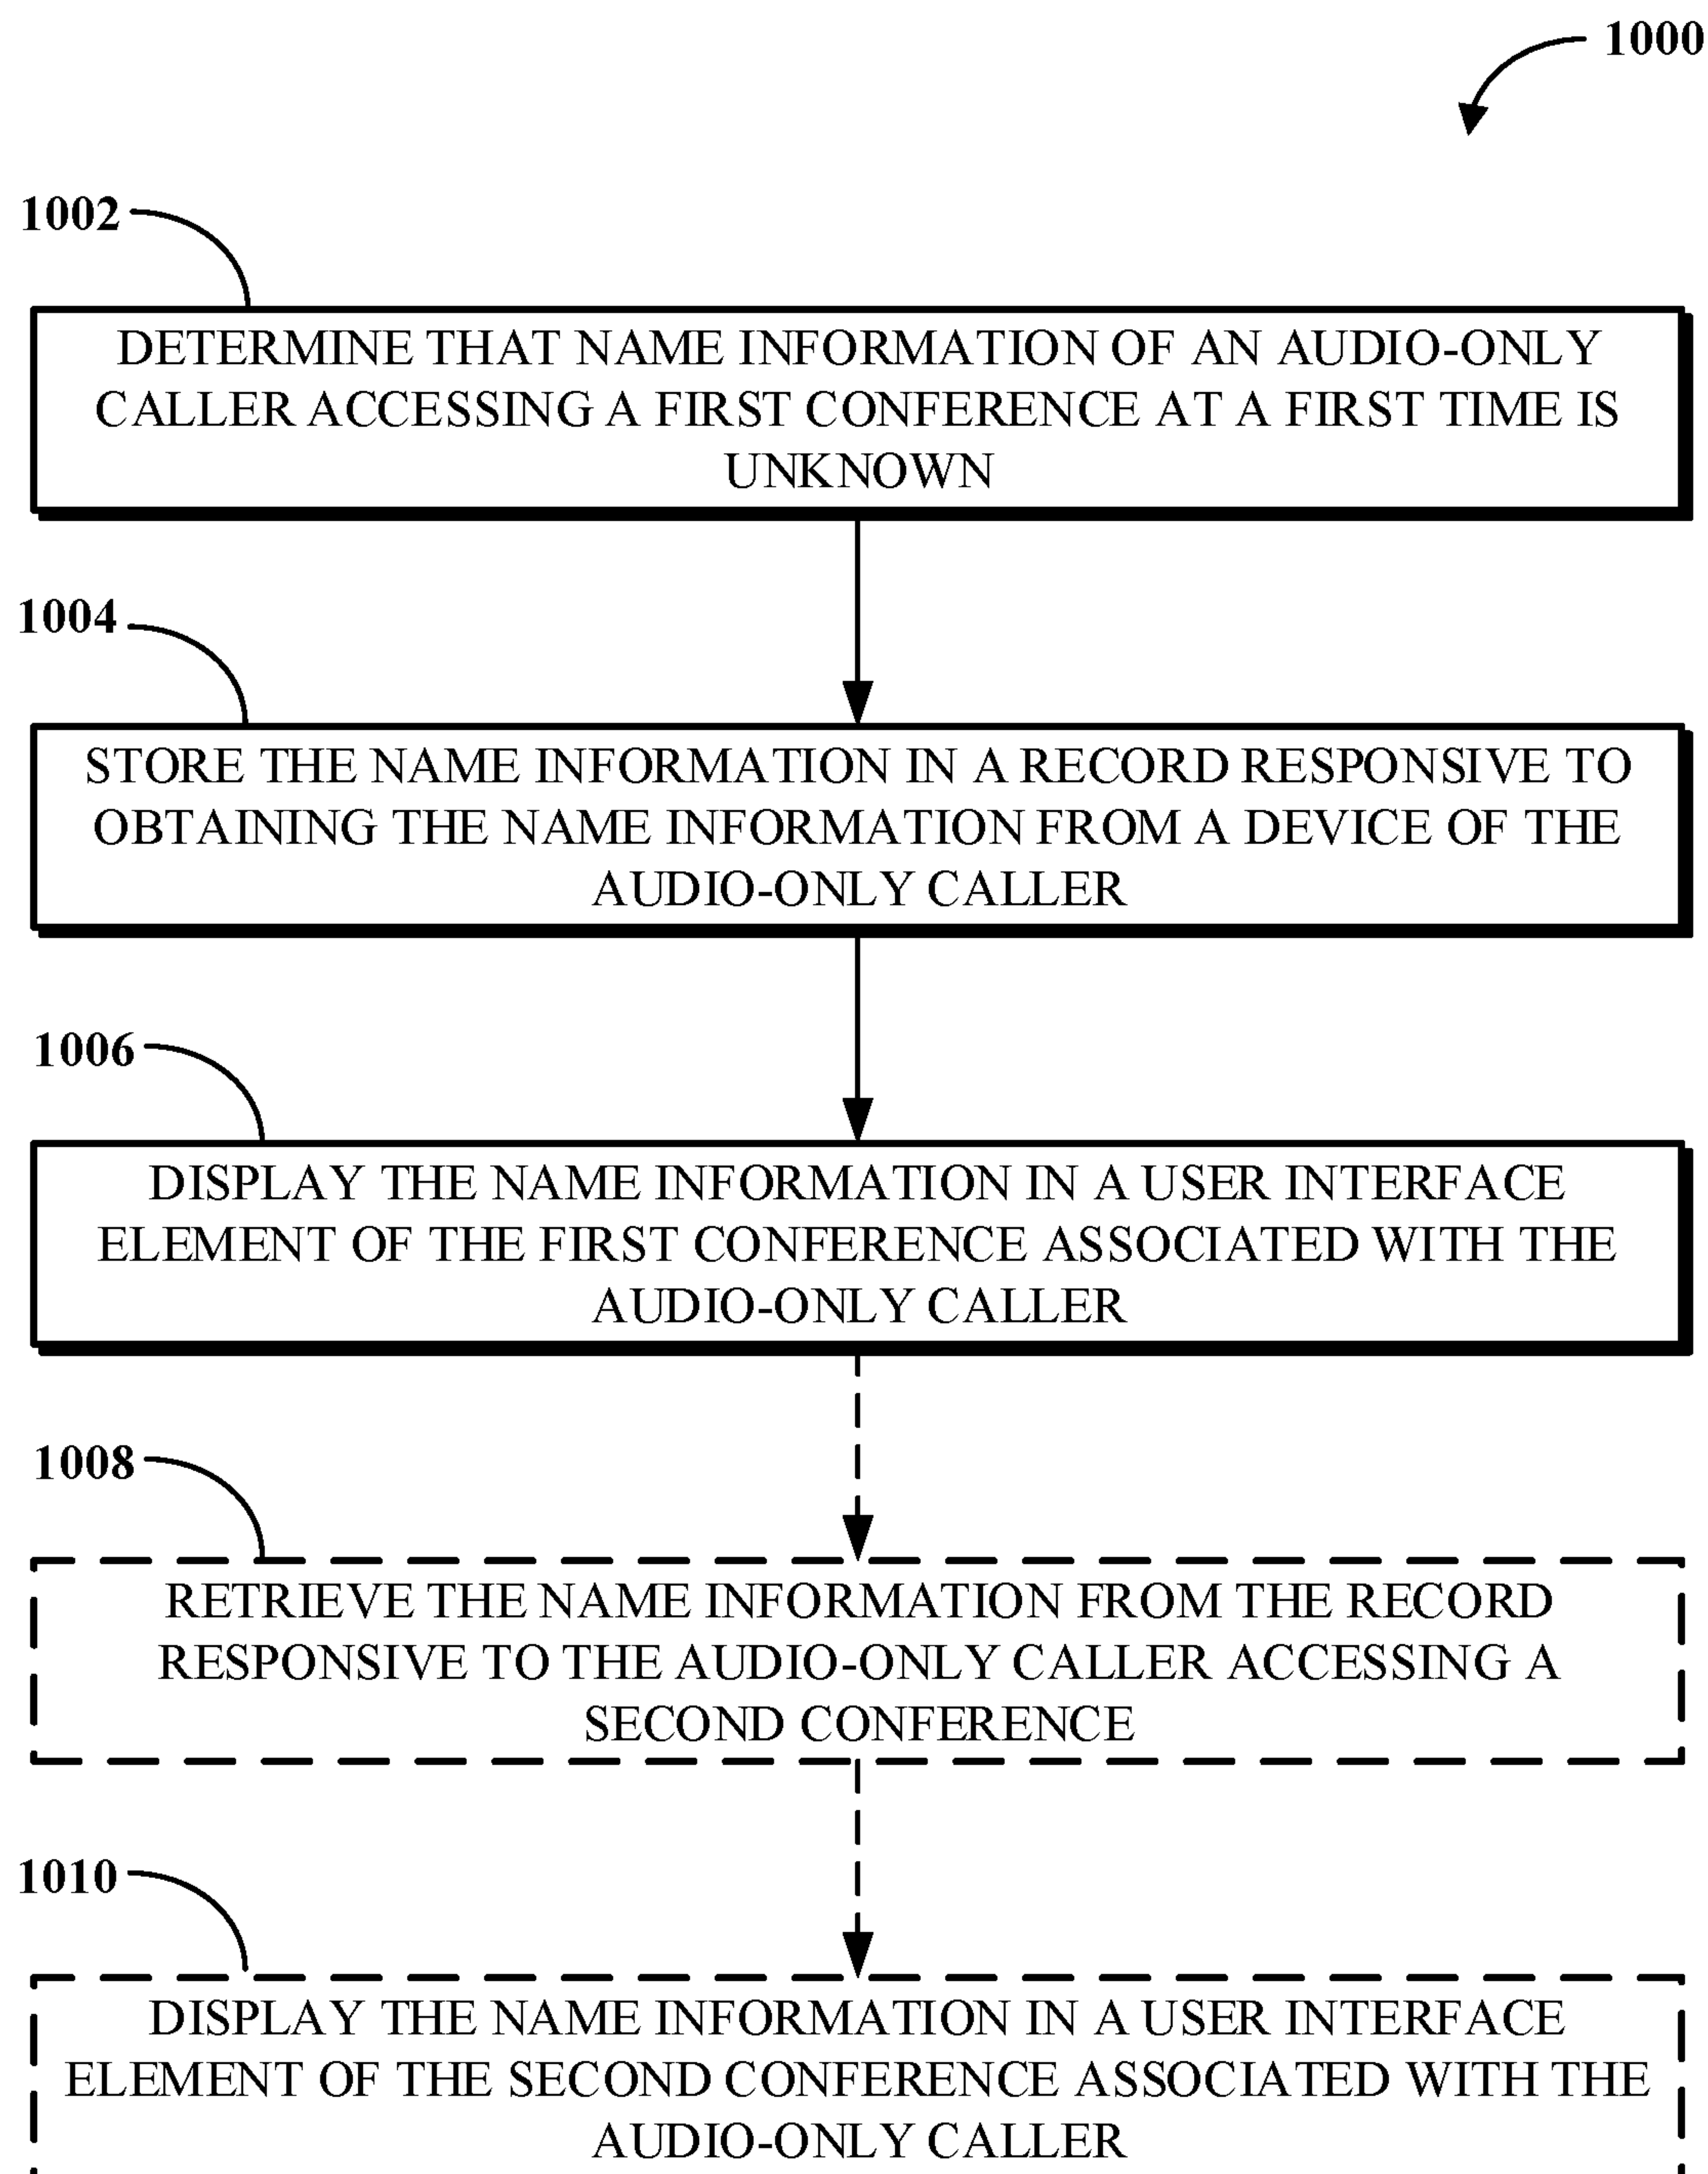 1000
1002
DETERMINE THAT NAME INFORMATION OF AN AUDIO-ONLY
CALLER ACCESSING A FIRST CONFERENCE AT A FIRST TIME IS
UNKNOWN
1004
STORE THE NAME INFORMATION IN A RECORD RESPONSIVE TO
OBTAINING THE NAME INFORMATION FROM A DEVICE OF THE
AUDIO-ONLY CALLER
1006
DISPLAY THE NAME INFORMATION IN A USER INTERFACE
ELEMENT OF THE FIRST CONFERENCE ASSOCIATED WITH THE
AUDIO-ONLY CALLER
1008
RETRIEVE THE NAME INFORMATION FROM THE RECORD
RESPONSIVE TO THE AUDIO-ONLY CALLER ACCESSING A
SECOND CONFERENCE
1010
DISPLAY THE NAME INFORMATION IN A USER INTERFACE
ELEMENT OF THE SECOND CONFERENCE ASSOCIATED WITH THE
AUDIO-ONLY CALLER